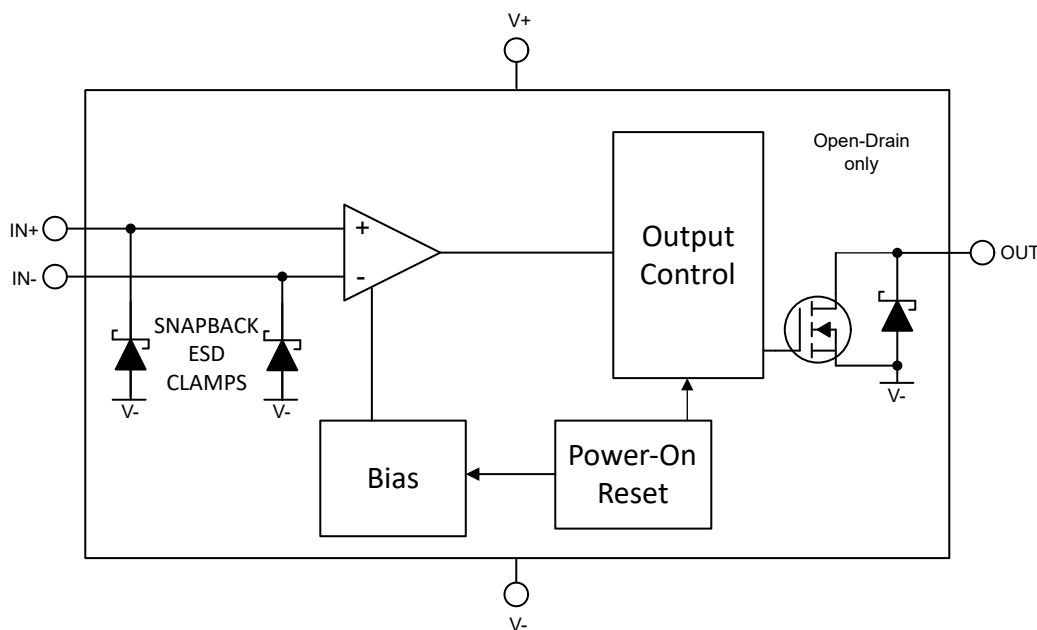 V+
Open-Drain
only
IN+
+
Output
Control
IN-
-
OUT
SNAPBACK
ESD
CLAMPS
V-
V-
V-
Bias
Power-On
Reset
V-